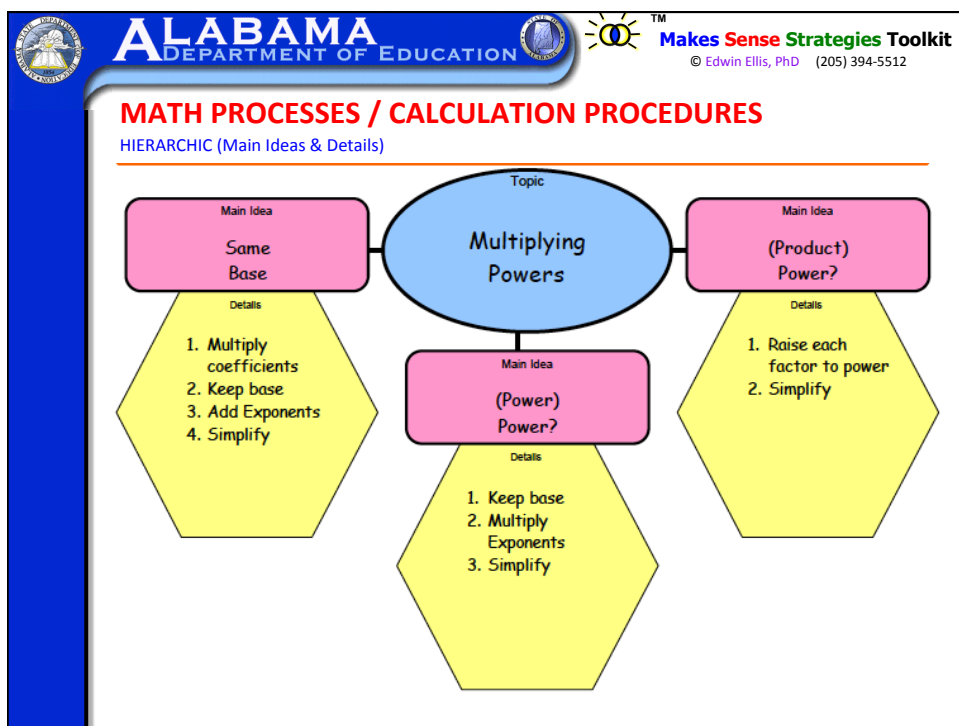 ALABAMA
DEPARTMENT OF EDUCATION
TM
Makes Sense Strategies Toolkit
© Edwin Ellis, PhD (205) 394-5512
MATH PROCESSES / CALCULATION PROCEDURES
HIERARCHIC (Main Ideas & Details)
Topic
Multiplying
Powers
Main Idea
Same
Base
Details
1. Multiply
coefficients
2. Keep base
3. Add Exponents
4. Simplify
Main Idea
(Power)
Power?
Details
1. Keep base
2. Multiply
Exponents
3. Simplify
Main Idea
(Product)
Power?
Details
1. Raise each
factor to power
2. Simplify